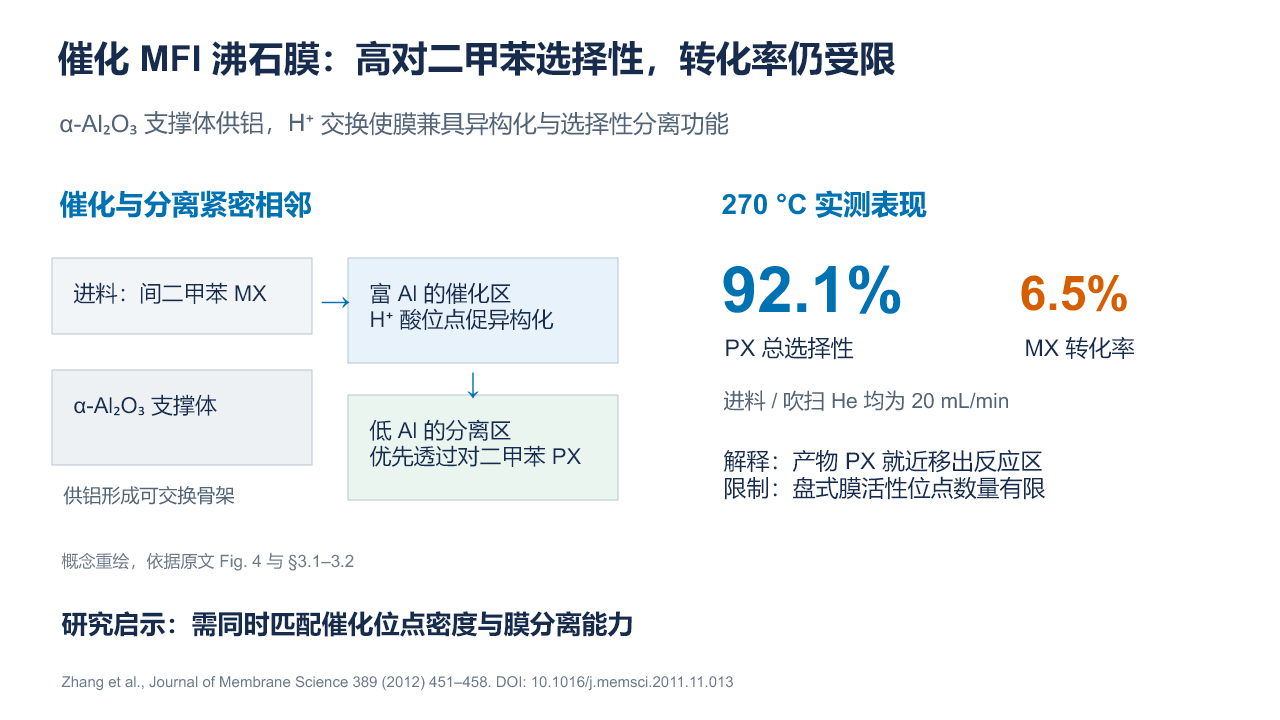 催化 MFI 沸石膜：高对二甲苯选择性，转化率仍受限
α-Al₂O₃ 支撑体供铝，H⁺ 交换使膜兼具异构化与选择性分离功能
催化与分离紧密相邻
进料：间二甲苯 MX
→
富 Al 的催化区
H⁺ 酸位点促异构化
↓
α-Al₂O₃ 支撑体
低 Al 的分离区
优先透过对二甲苯 PX
供铝形成可交换骨架
概念重绘，依据原文 Fig. 4 与 §3.1–3.2
270 °C 实测表现
92.1%
PX 总选择性
6.5%
MX 转化率
进料 / 吹扫 He 均为 20 mL/min
解释：产物 PX 就近移出反应区
限制：盘式膜活性位点数量有限
研究启示：需同时匹配催化位点密度与膜分离能力
Zhang et al., Journal of Membrane Science 389 (2012) 451–458. DOI: 10.1016/j.memsci.2011.11.013